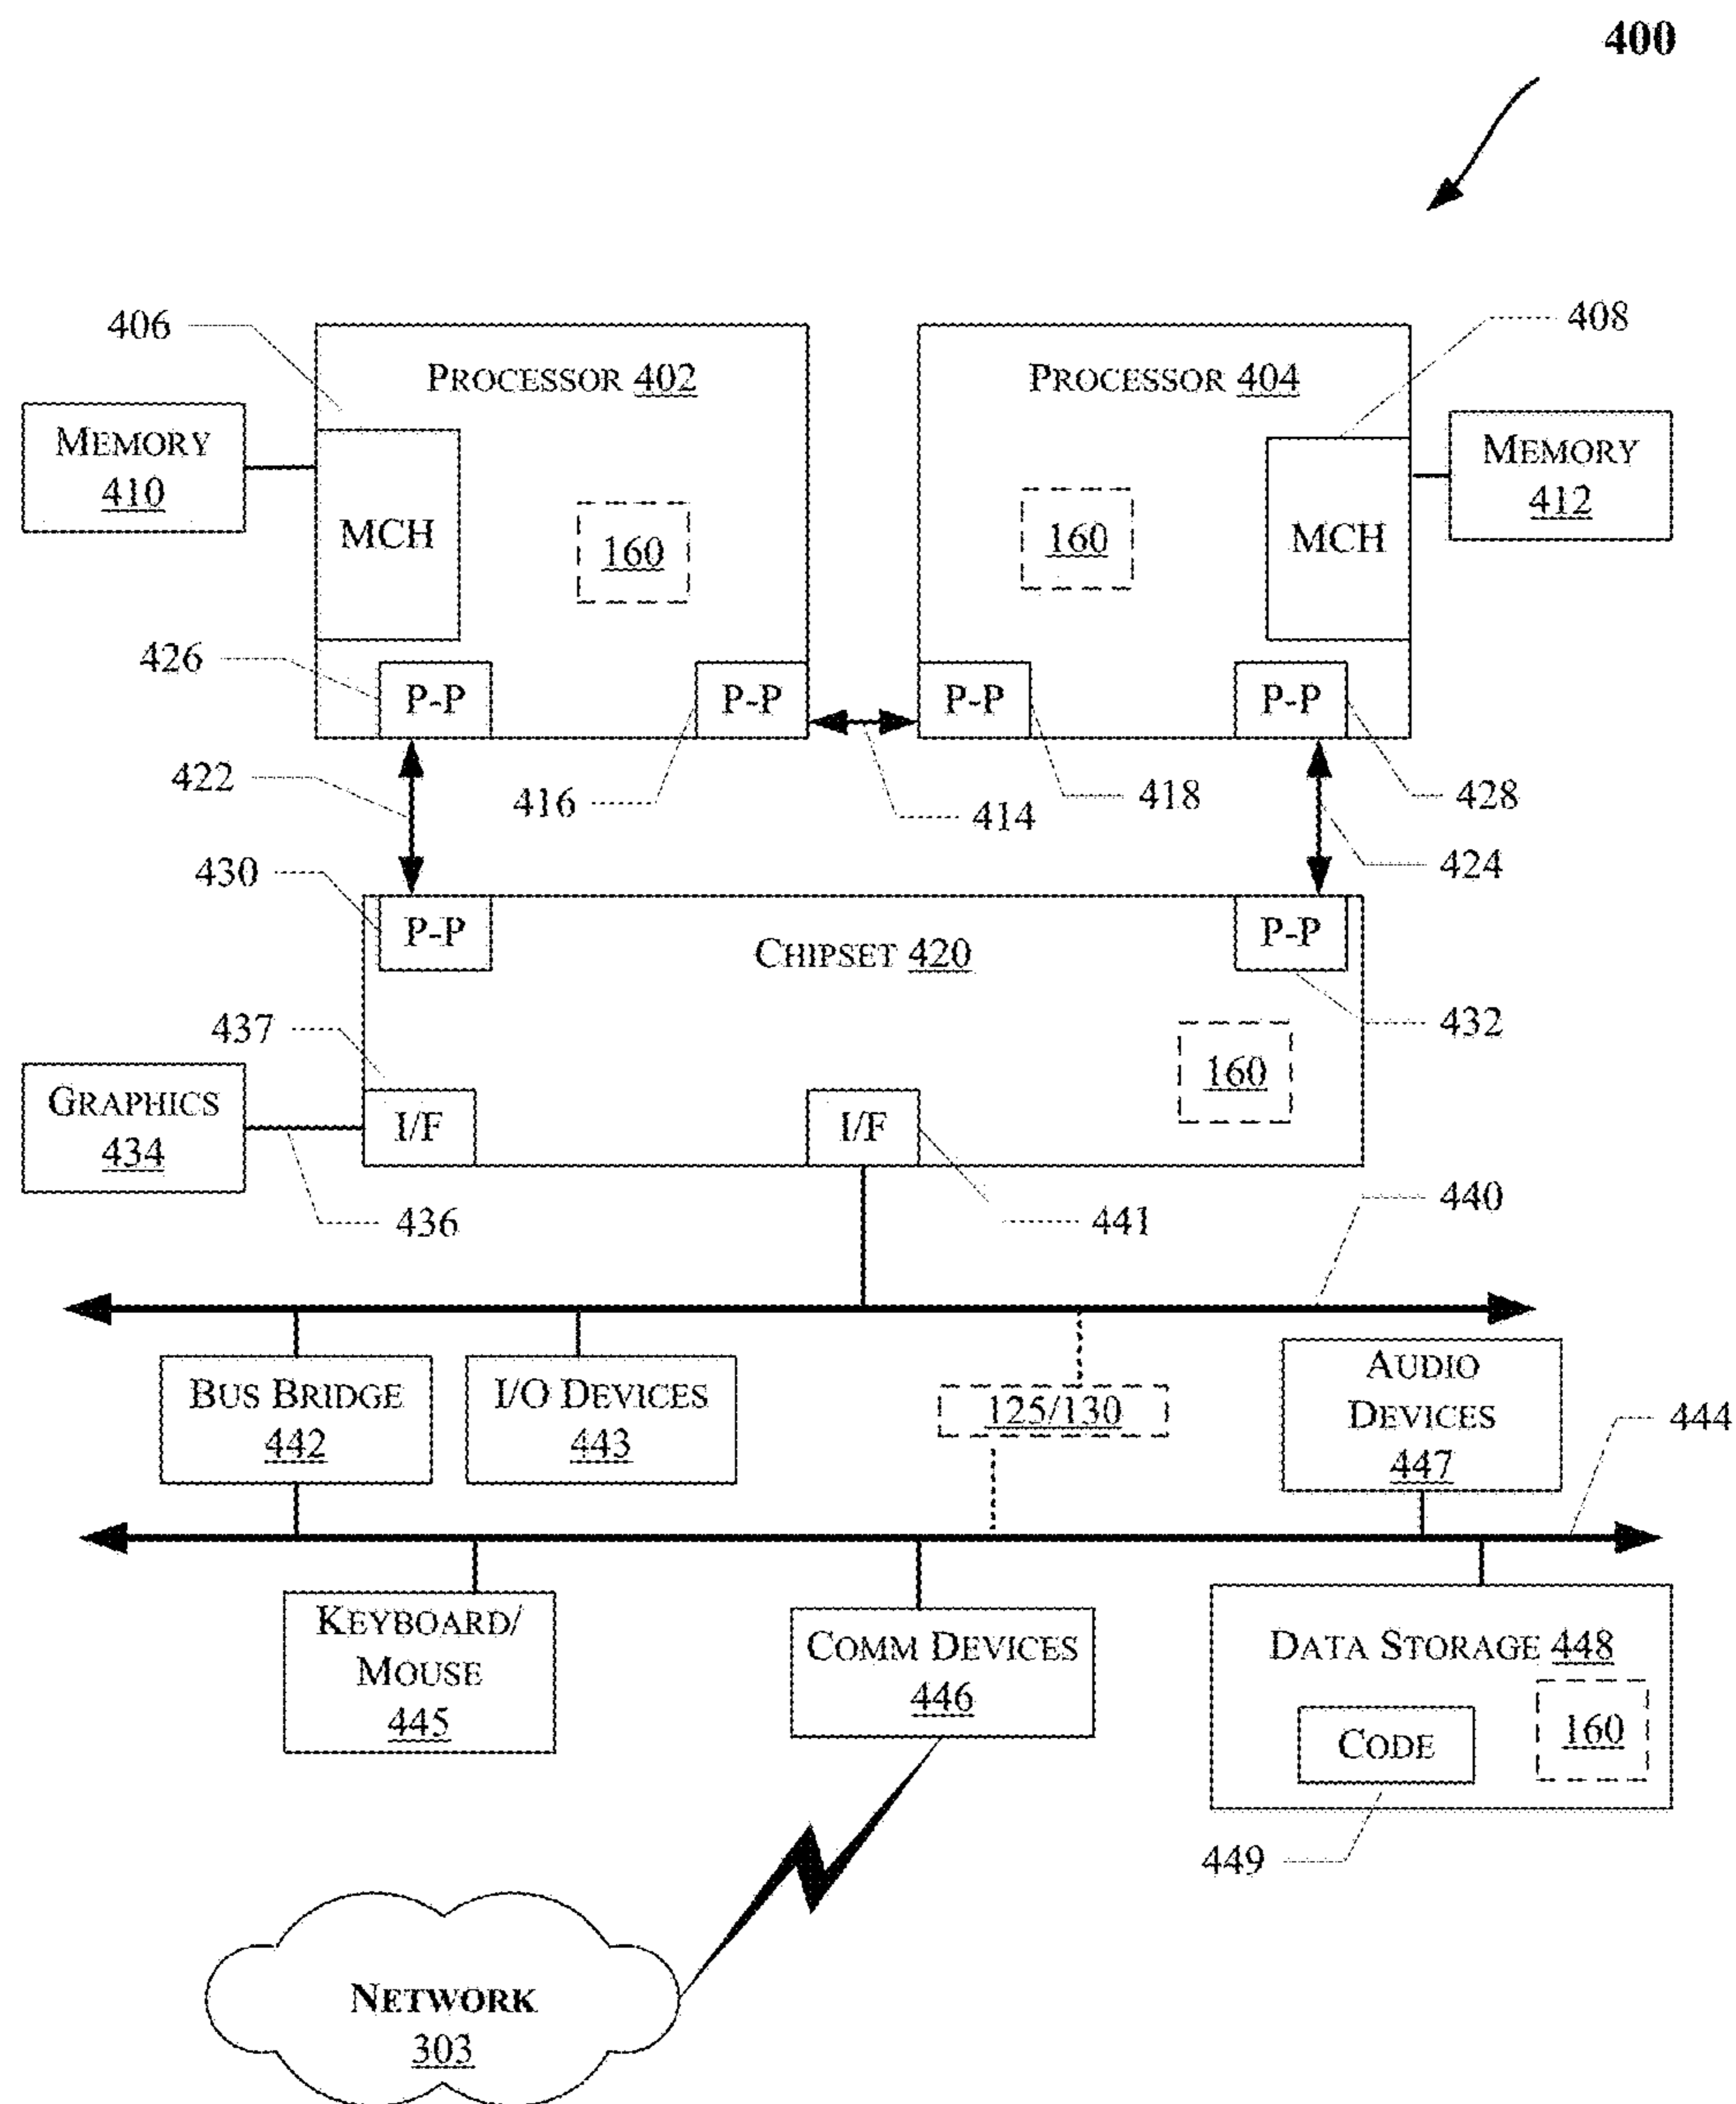 400
406
408
PROCESSOR 402
PROCESSOR 404
MEMORY
410
MEMORY
412
MCH
160
160
MCH
426
P-P
P-P
P-P
P-P
422
416
414
418
428
424
430
P-P
CHIPSET 420
P-P
437
432
160
GRAPHICS
434
I/F
I/F
436
441
440
BUS BRIDGE
442
I/O DEVICES
443
125/130
AUDIO
DEVICES
447
444
KEYBOARD/
MOUSE
445
COMM DEVICES
446
DATA STORAGE 448
CODE
160
449
NETWORK
303